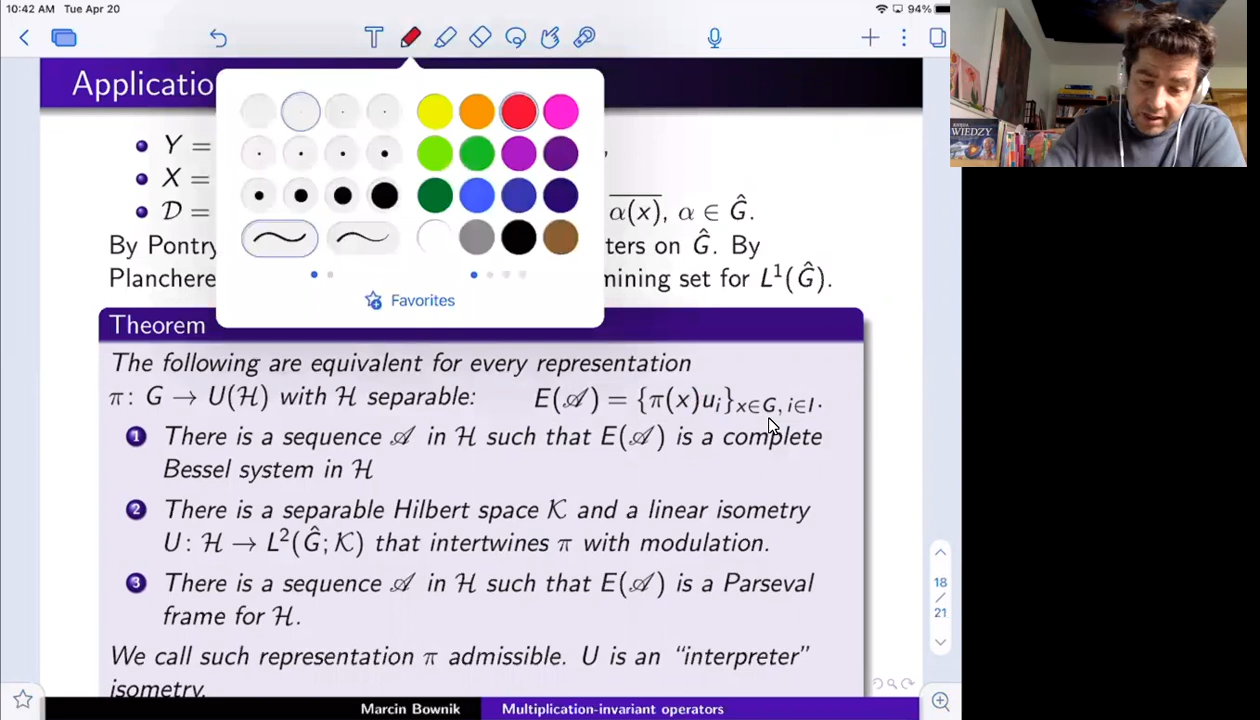 10:42 AM Tue Apr 20
94%
Applicatio
Y =
X =
𝒟 =
α(x)‾, α ∈ Ĝ.
By Pontry
ters on Ĝ. By
Planchere
mining set for L¹(Ĝ).
Favorites
Theorem
The following are equivalent for every representation
π: G → U(ℋ) with ℋ separable: E(𝒜) = {π(x)uᵢ}ₓ∈G, i∈I.
1 There is a sequence 𝒜 in ℋ such that E(𝒜) is a complete
Bessel system in ℋ
2 There is a separable Hilbert space 𝒦 and a linear isometry
U: ℋ → L²(Ĝ; 𝒦) that intertwines π with modulation.
3 There is a sequence 𝒜 in ℋ such that E(𝒜) is a Parseval
frame for ℋ.
We call such representation π admissible. U is an “interpreter”
isometry.
18
/
21
Marcin Bownik
Multiplication-invariant operators
WIEDZY